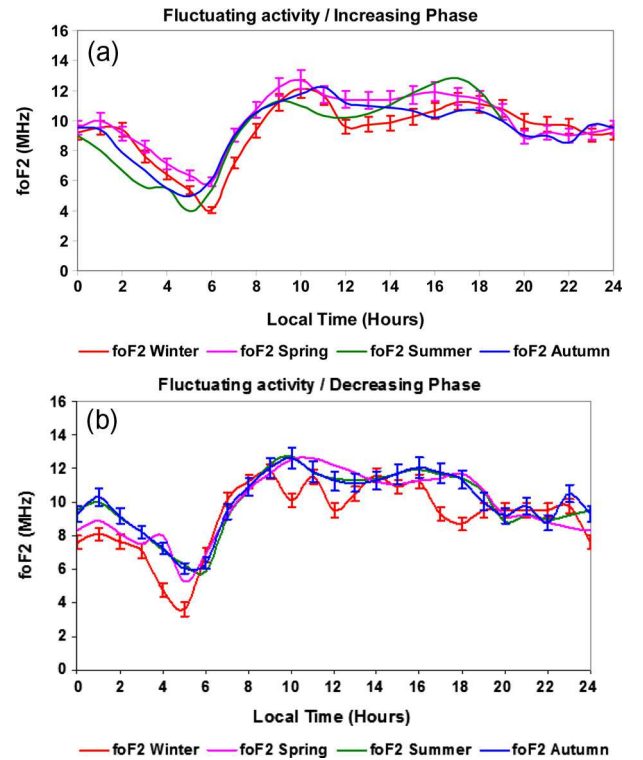 Fluctuating activity / Increasing Phase
(a)
16
14
12
10
8
6
4
2
0
foF2 (MHz)
0 2 4 6 8 10 12 14 16 18 20 22 24
Local Time (Hours)
foF2 Winter foF2 Spring foF2 Summer foF2 Autumn
Fluctuating activity / Decreasing Phase
(b)
16
14
12
10
8
6
4
2
0
foF2 (MHz)
0 2 4 6 8 10 12 14 16 18 20 22 24
Local Time (Hours)
foF2 Winter foF2 Spring foF2 Summer foF2 Autumn